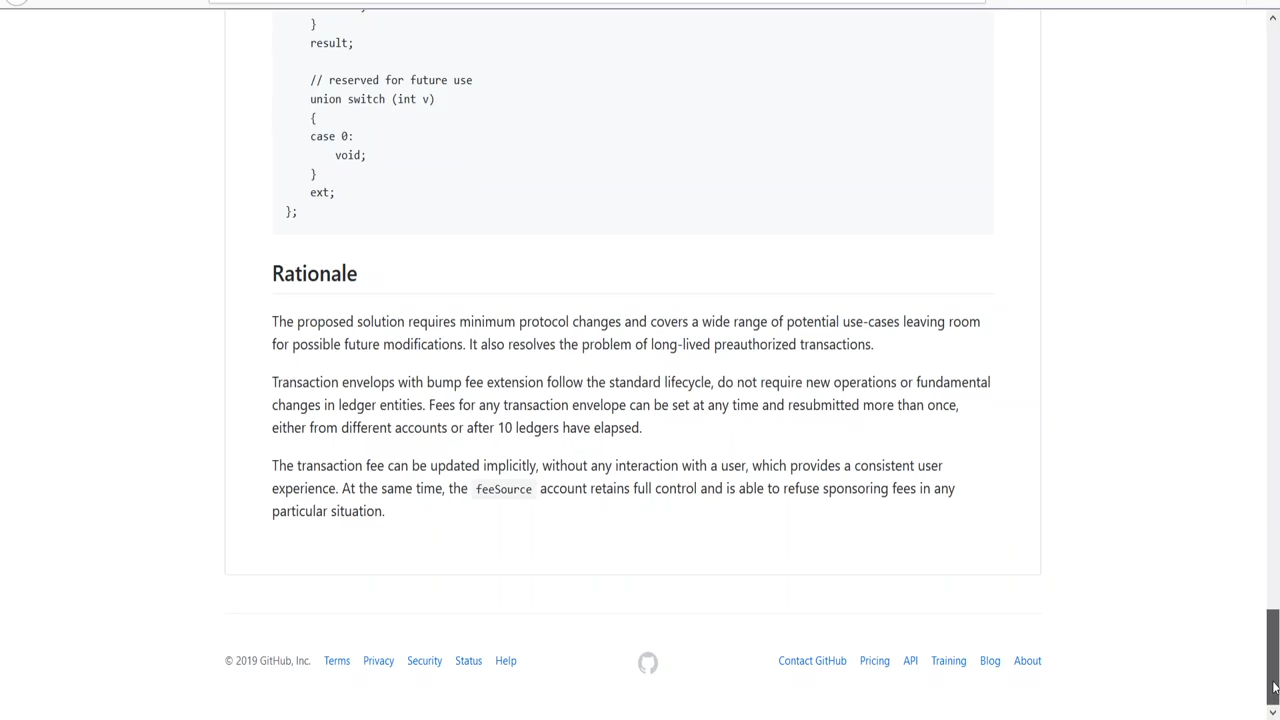 }
result;
// reserved for future use
union switch (int v)
{
case 0:
void;
}
ext;
};
Rationale
The proposed solution requires minimum protocol changes and covers a wide range of potential use-cases leaving room
for possible future modifications. It also resolves the problem of long-lived preauthorized transactions.
Transaction envelops with bump fee extension follow the standard lifecycle, do not require new operations or fundamental
changes in ledger entities. Fees for any transaction envelope can be set at any time and resubmitted more than once,
either from different accounts or after 10 ledgers have elapsed.
The transaction fee can be updated implicitly, without any interaction with a user, which provides a consistent user
experience. At the same time, the feeSource account retains full control and is able to refuse sponsoring fees in any
particular situation.
© 2019 GitHub, Inc. Terms Privacy Security Status Help Contact GitHub Pricing API Training Blog About